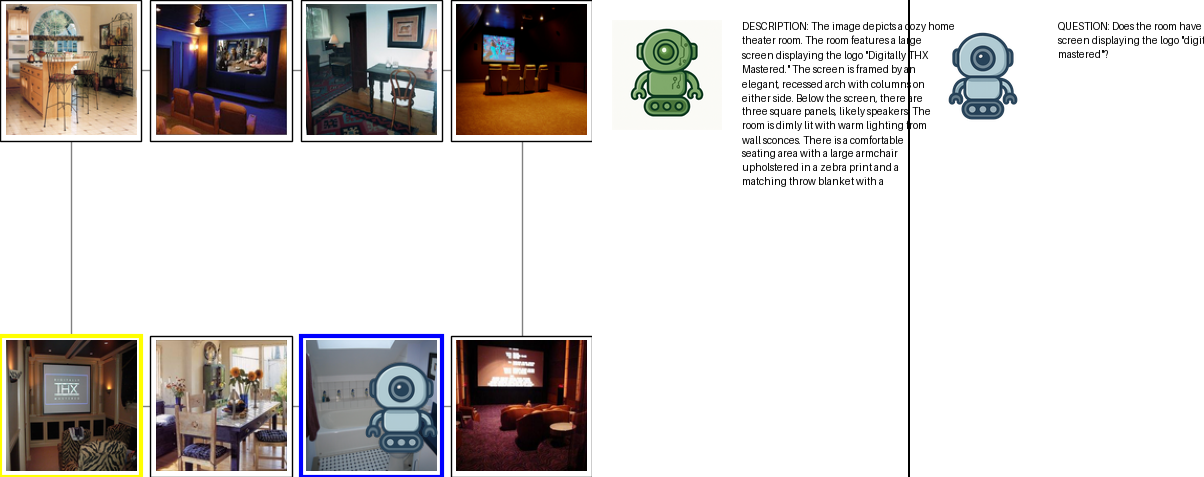 DESCRIPTION: The image depicts a cozy home
theater room. The room features a large
screen displaying the logo "Digitally THX
Mastered." The screen is framed by an
elegant, recessed arch with columns on
either side. Below the screen, there are
three square panels, likely speakers. The
room is dimly lit with warm lighting from
wall sconces. There is a comfortable
seating area with a large armchair
upholstered in a zebra print and a
matching throw blanket with a
QUESTION: Does the room have
screen displaying the logo "digit
mastered"?
THX